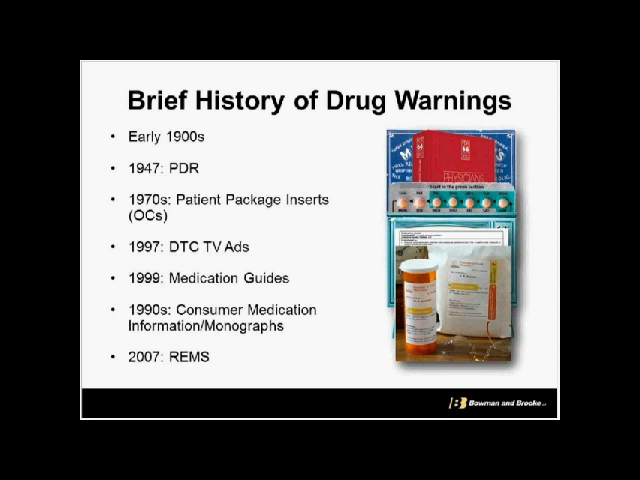 Brief History of Drug Warnings
• Early 1900s
• 1947: PDR
• 1970s: Patient Package Inserts
(OCs)
• 1997: DTC TV Ads
• 1999: Medication Guides
• 1990s: Consumer Medication
Information/Monographs
• 2007: REMS
PHYSICIANS
Bowman and Brooke